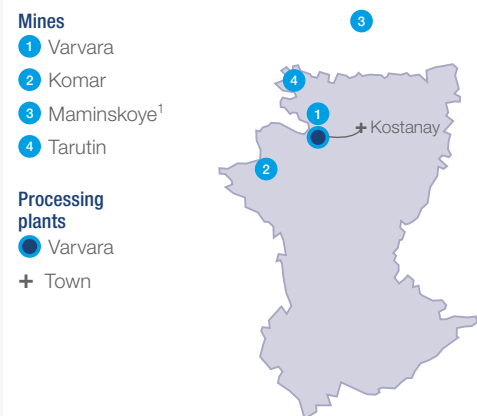 Mines
1 Varvara
2 Komar
3 Maminskoye¹
4 Tarutin
Processing
plants
Varvara
+ Town
3
4
1
+ Kostanay
2